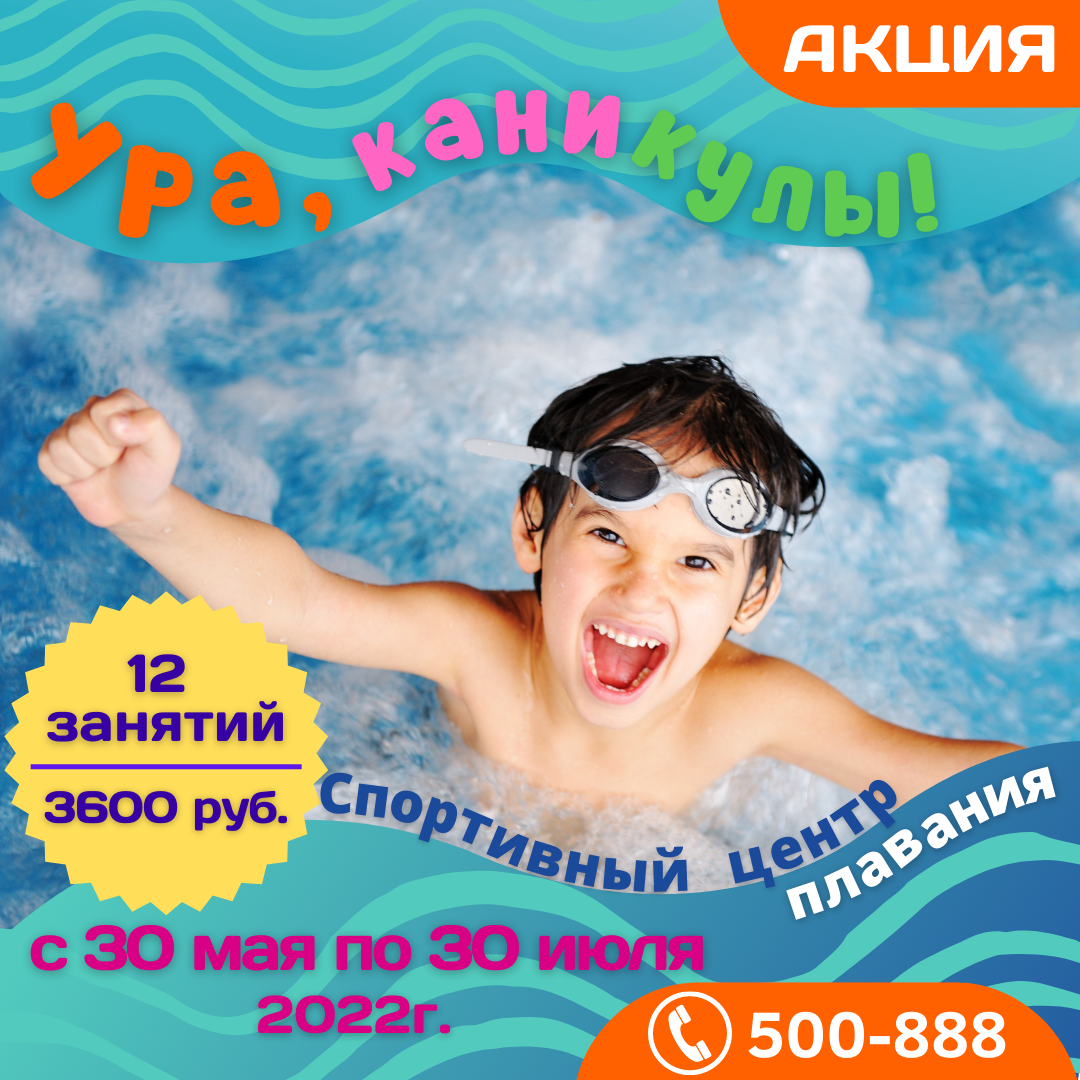 АКЦИЯ
Ура, каникулы!
12
занятий
3600 руб.
Спортивный центр
плавания
с 30 мая по 30 июля
2022г.
500-888